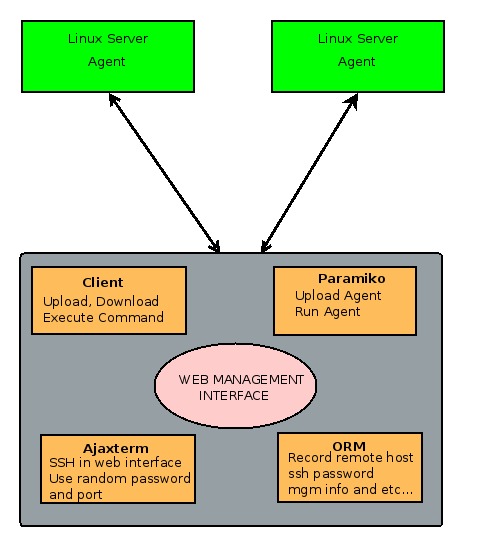 Linux Server
Agent
Linux Server
Agent
Client
Upload, Download
Execute Command
Paramiko
Upload Agent
Run Agent
WEB MANAGEMENT
INTERFACE
Ajaxterm
SSH in web interface
Use random password
and port
ORM
Record remote host
ssh password
mgm info and etc...